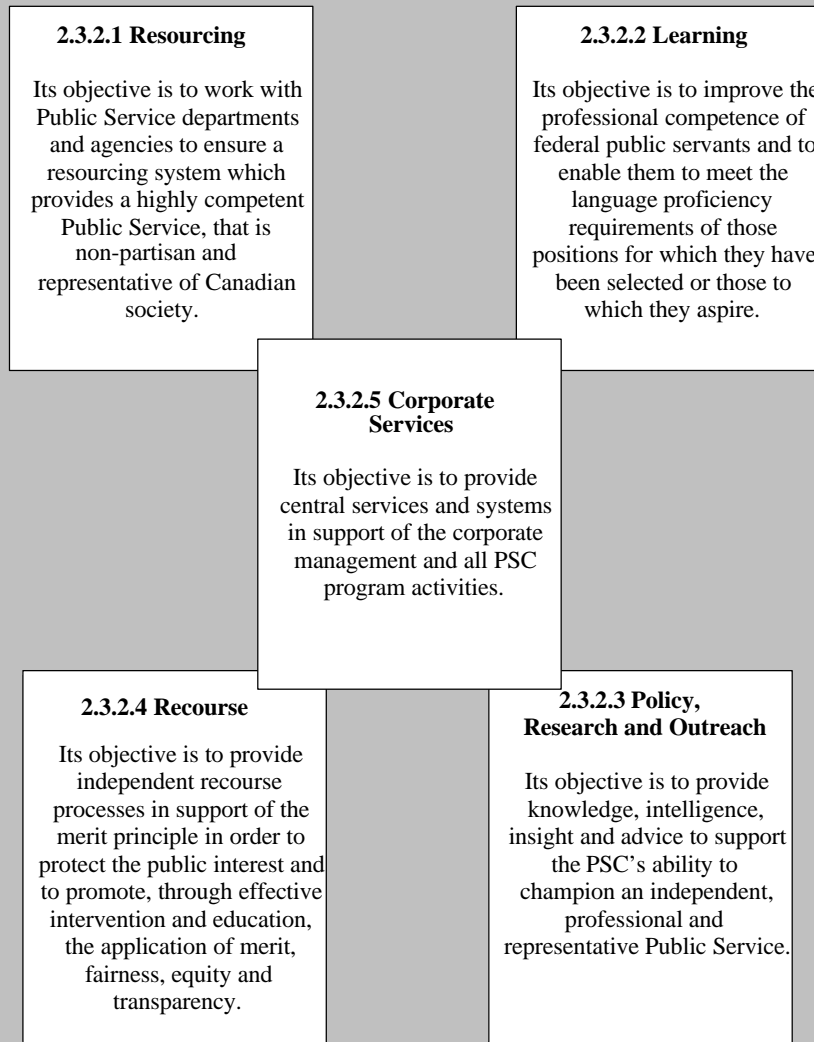 2.3.2.1 Resourcing
Its objective is to work with
Public Service departments
and agencies to ensure a
resourcing system which
provides a highly competent
Public Service, that is
non-partisan and
representative of Canadian
society.
2.3.2.2 Learning
Its objective is to improve the
professional competence of
federal public servants and to
enable them to meet the
language proficiency
requirements of those
positions for which they have
been selected or those to
which they aspire.
2.3.2.5 Corporate
Services
Its objective is to provide
central services and systems
in support of the corporate
management and all PSC
program activities.
2.3.2.4 Recourse
Its objective is to provide
independent recourse
processes in support of the
merit principle in order to
protect the public interest and
to promote, through effective
intervention and education,
the application of merit,
fairness, equity and
transparency.
2.3.2.3 Policy,
Research and Outreach
Its objective is to provide
knowledge, intelligence,
insight and advice to support
the PSC’s ability to
champion an independent,
professional and
representative Public Service.